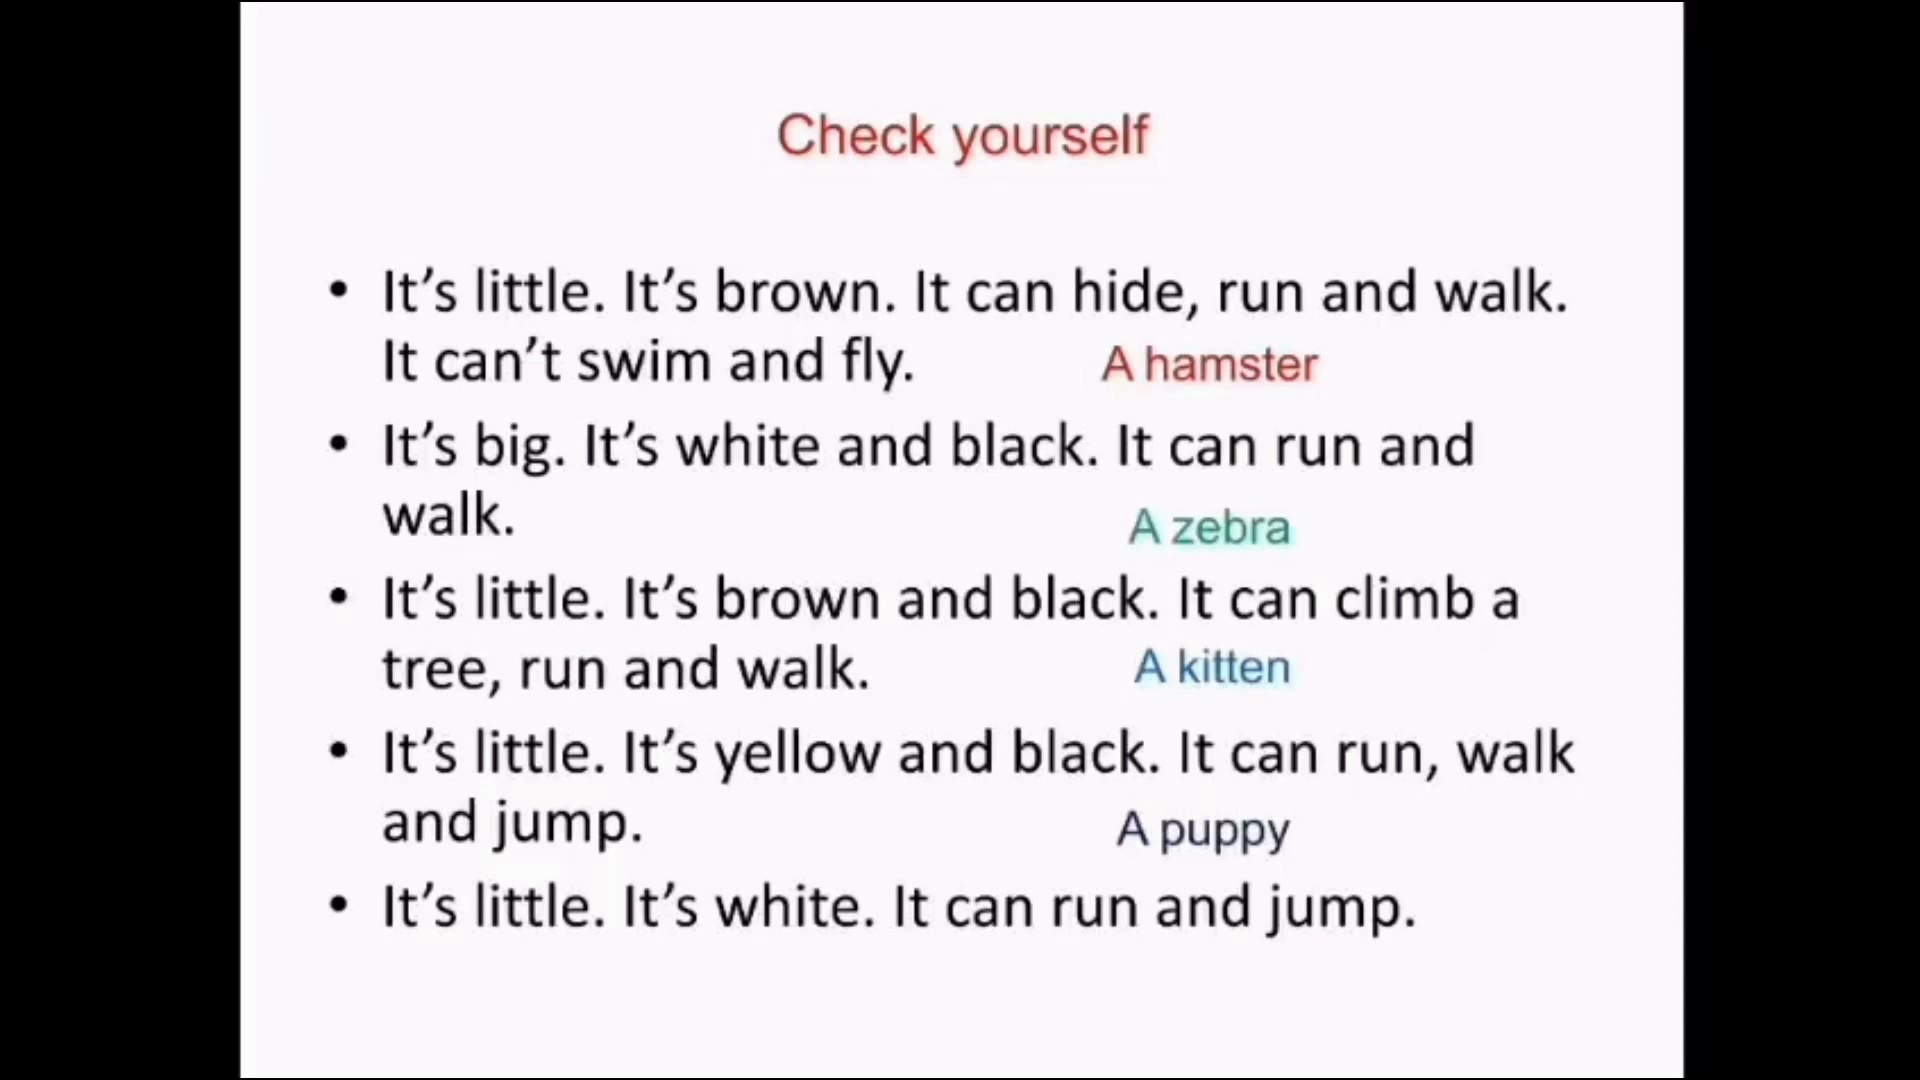 Check yourself
• It’s little. It’s brown. It can hide, run and walk.
It can’t swim and fly. A hamster
• It’s big. It’s white and black. It can run and
walk. A zebra
• It’s little. It’s brown and black. It can climb a
tree, run and walk. A kitten
• It’s little. It’s yellow and black. It can run, walk
and jump. A puppy
• It’s little. It’s white. It can run and jump.